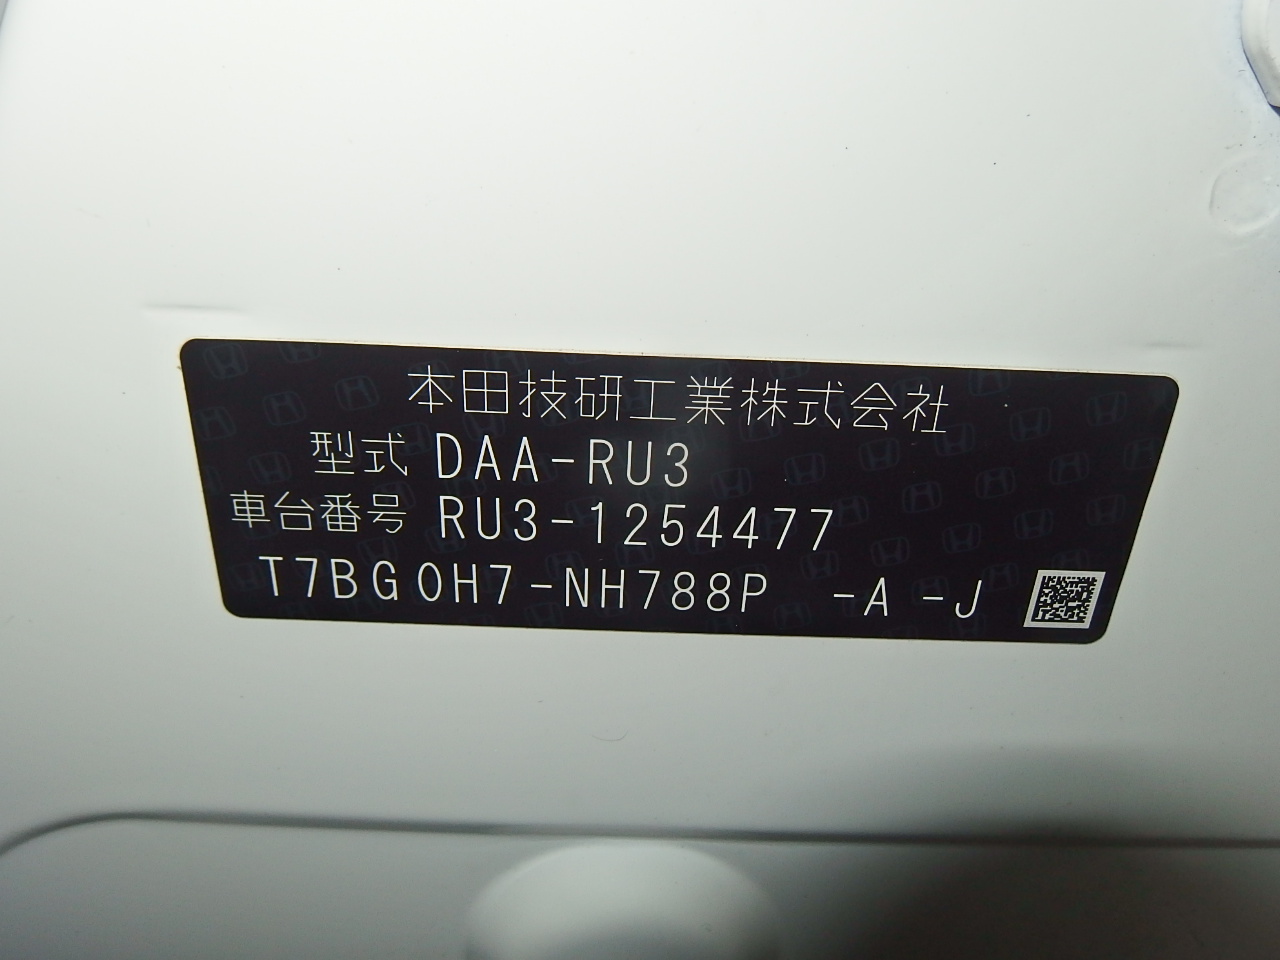 本田技研工業株式会社
型式 DAA-RU3
車台番号 RU3-1254477
T7BG0H7-NH788P -A -J